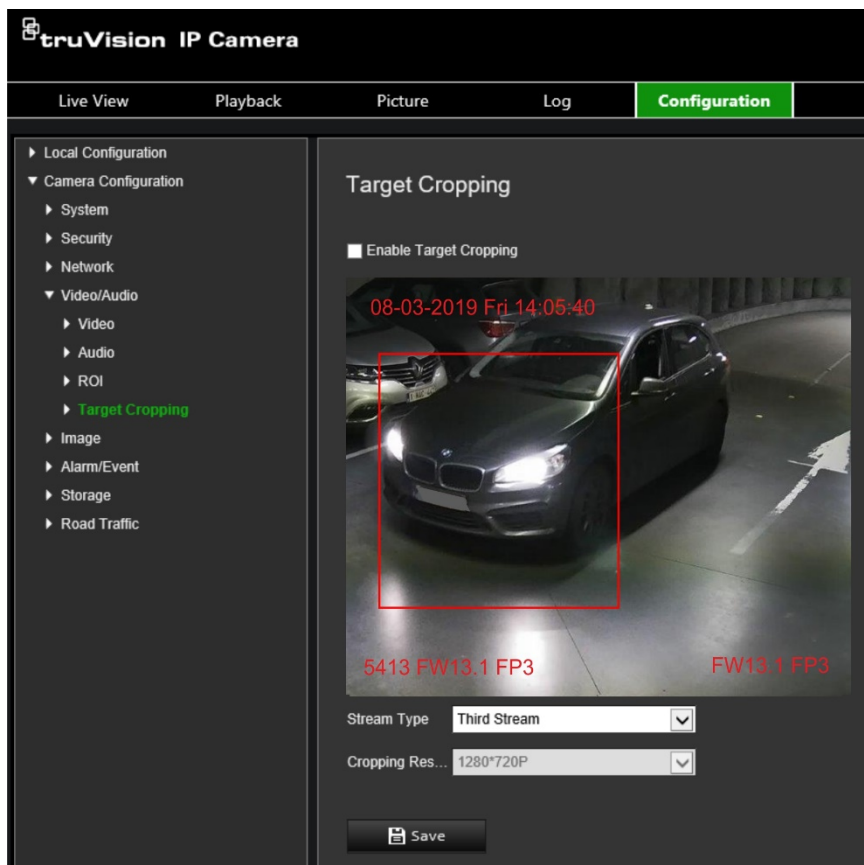 truVision IP Camera
Live View Playback Picture Log Configuration
Local Configuration
Camera Configuration
System
Security
Network
Video/Audio
Video
Audio
ROI
Target Cropping
Image
Alarm/Event
Storage
Road Traffic
Target Cropping
Enable Target Cropping
08-03-2019 Fri 14:05:40
5413 FW13.1 FP3 FW13.1 FP3
Stream Type Third Stream
Cropping Res... 1280*720P
Save